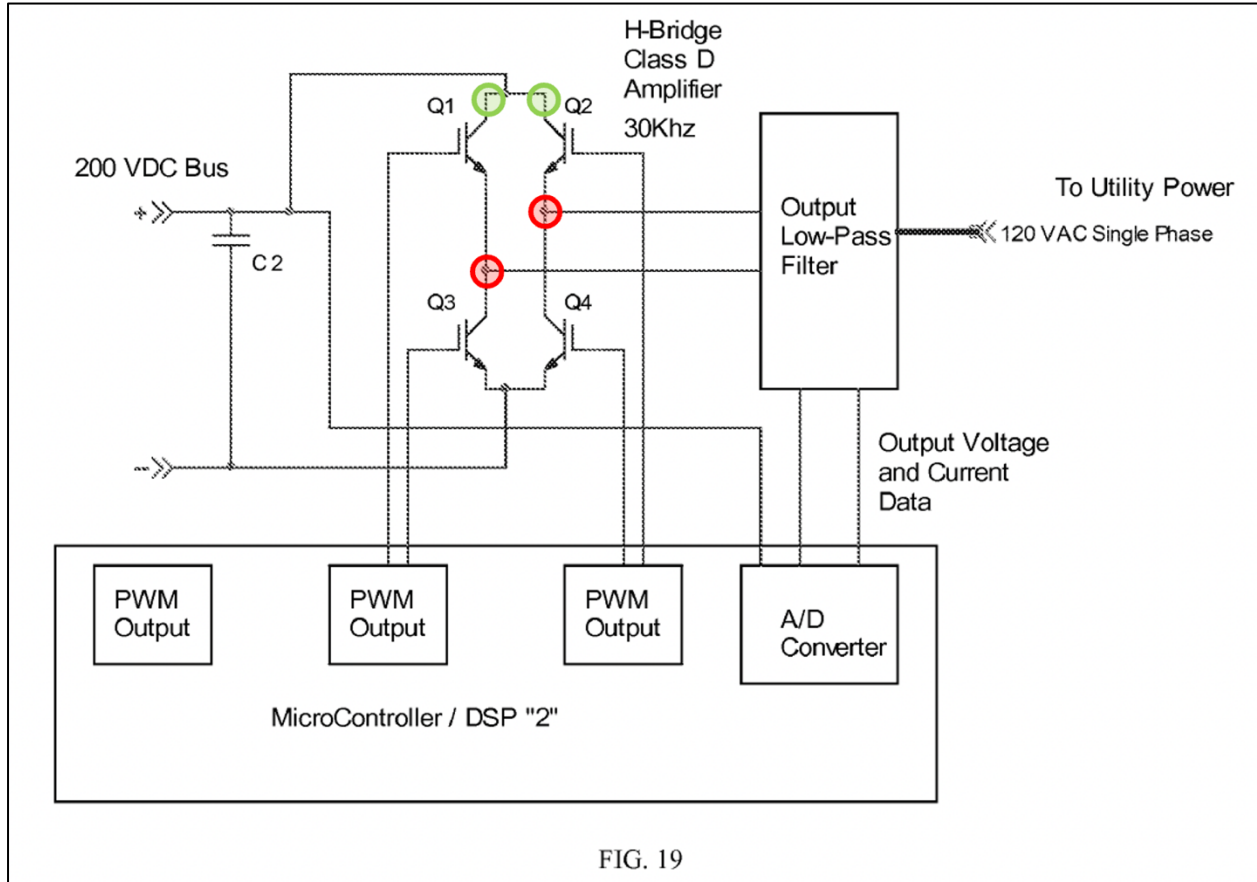 H-Bridge
Class D
Amplifier
30Khz
Q1
Q2
200 VDC Bus
+
C 2
To Utility Power
Output
Low-Pass
Filter
120 VAC Single Phase
Q3
Q4
-
Output Voltage
and Current
Data
PWM
Output
PWM
Output
PWM
Output
A/D
Converter
MicroController / DSP "2"
FIG. 19